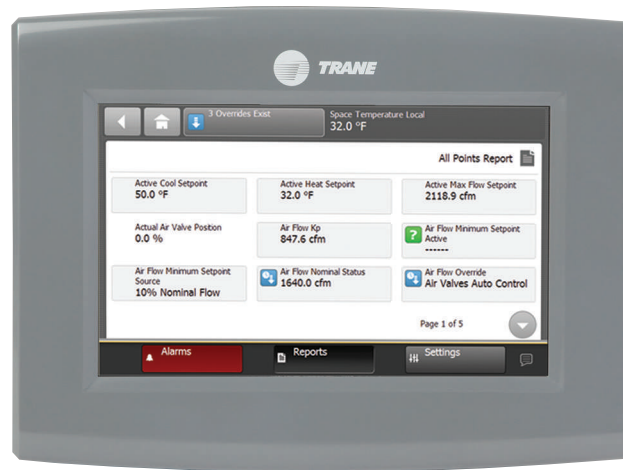 TRANE
3 Overrides Exist
Space Temperature Local
32.0 °F
All Points Report
Active Cool Setpoint
50.0 °F
Active Heat Setpoint
32.0 °F
Active Max Flow Setpoint
2118.9 cfm
Actual Air Valve Postion
0.0 %
Air Flow Kp
847.6 cfm
?
Air Flow Minimum Setpoint
Active
------
Air Flow Minimum Setpoint
Source
10% Nominal Flow
Air Flow Nominal Status
1640.0 cfm
Air Flow Override
Air Valves Auto Control
Page 1 of 5
Alarms
Reports
Settings